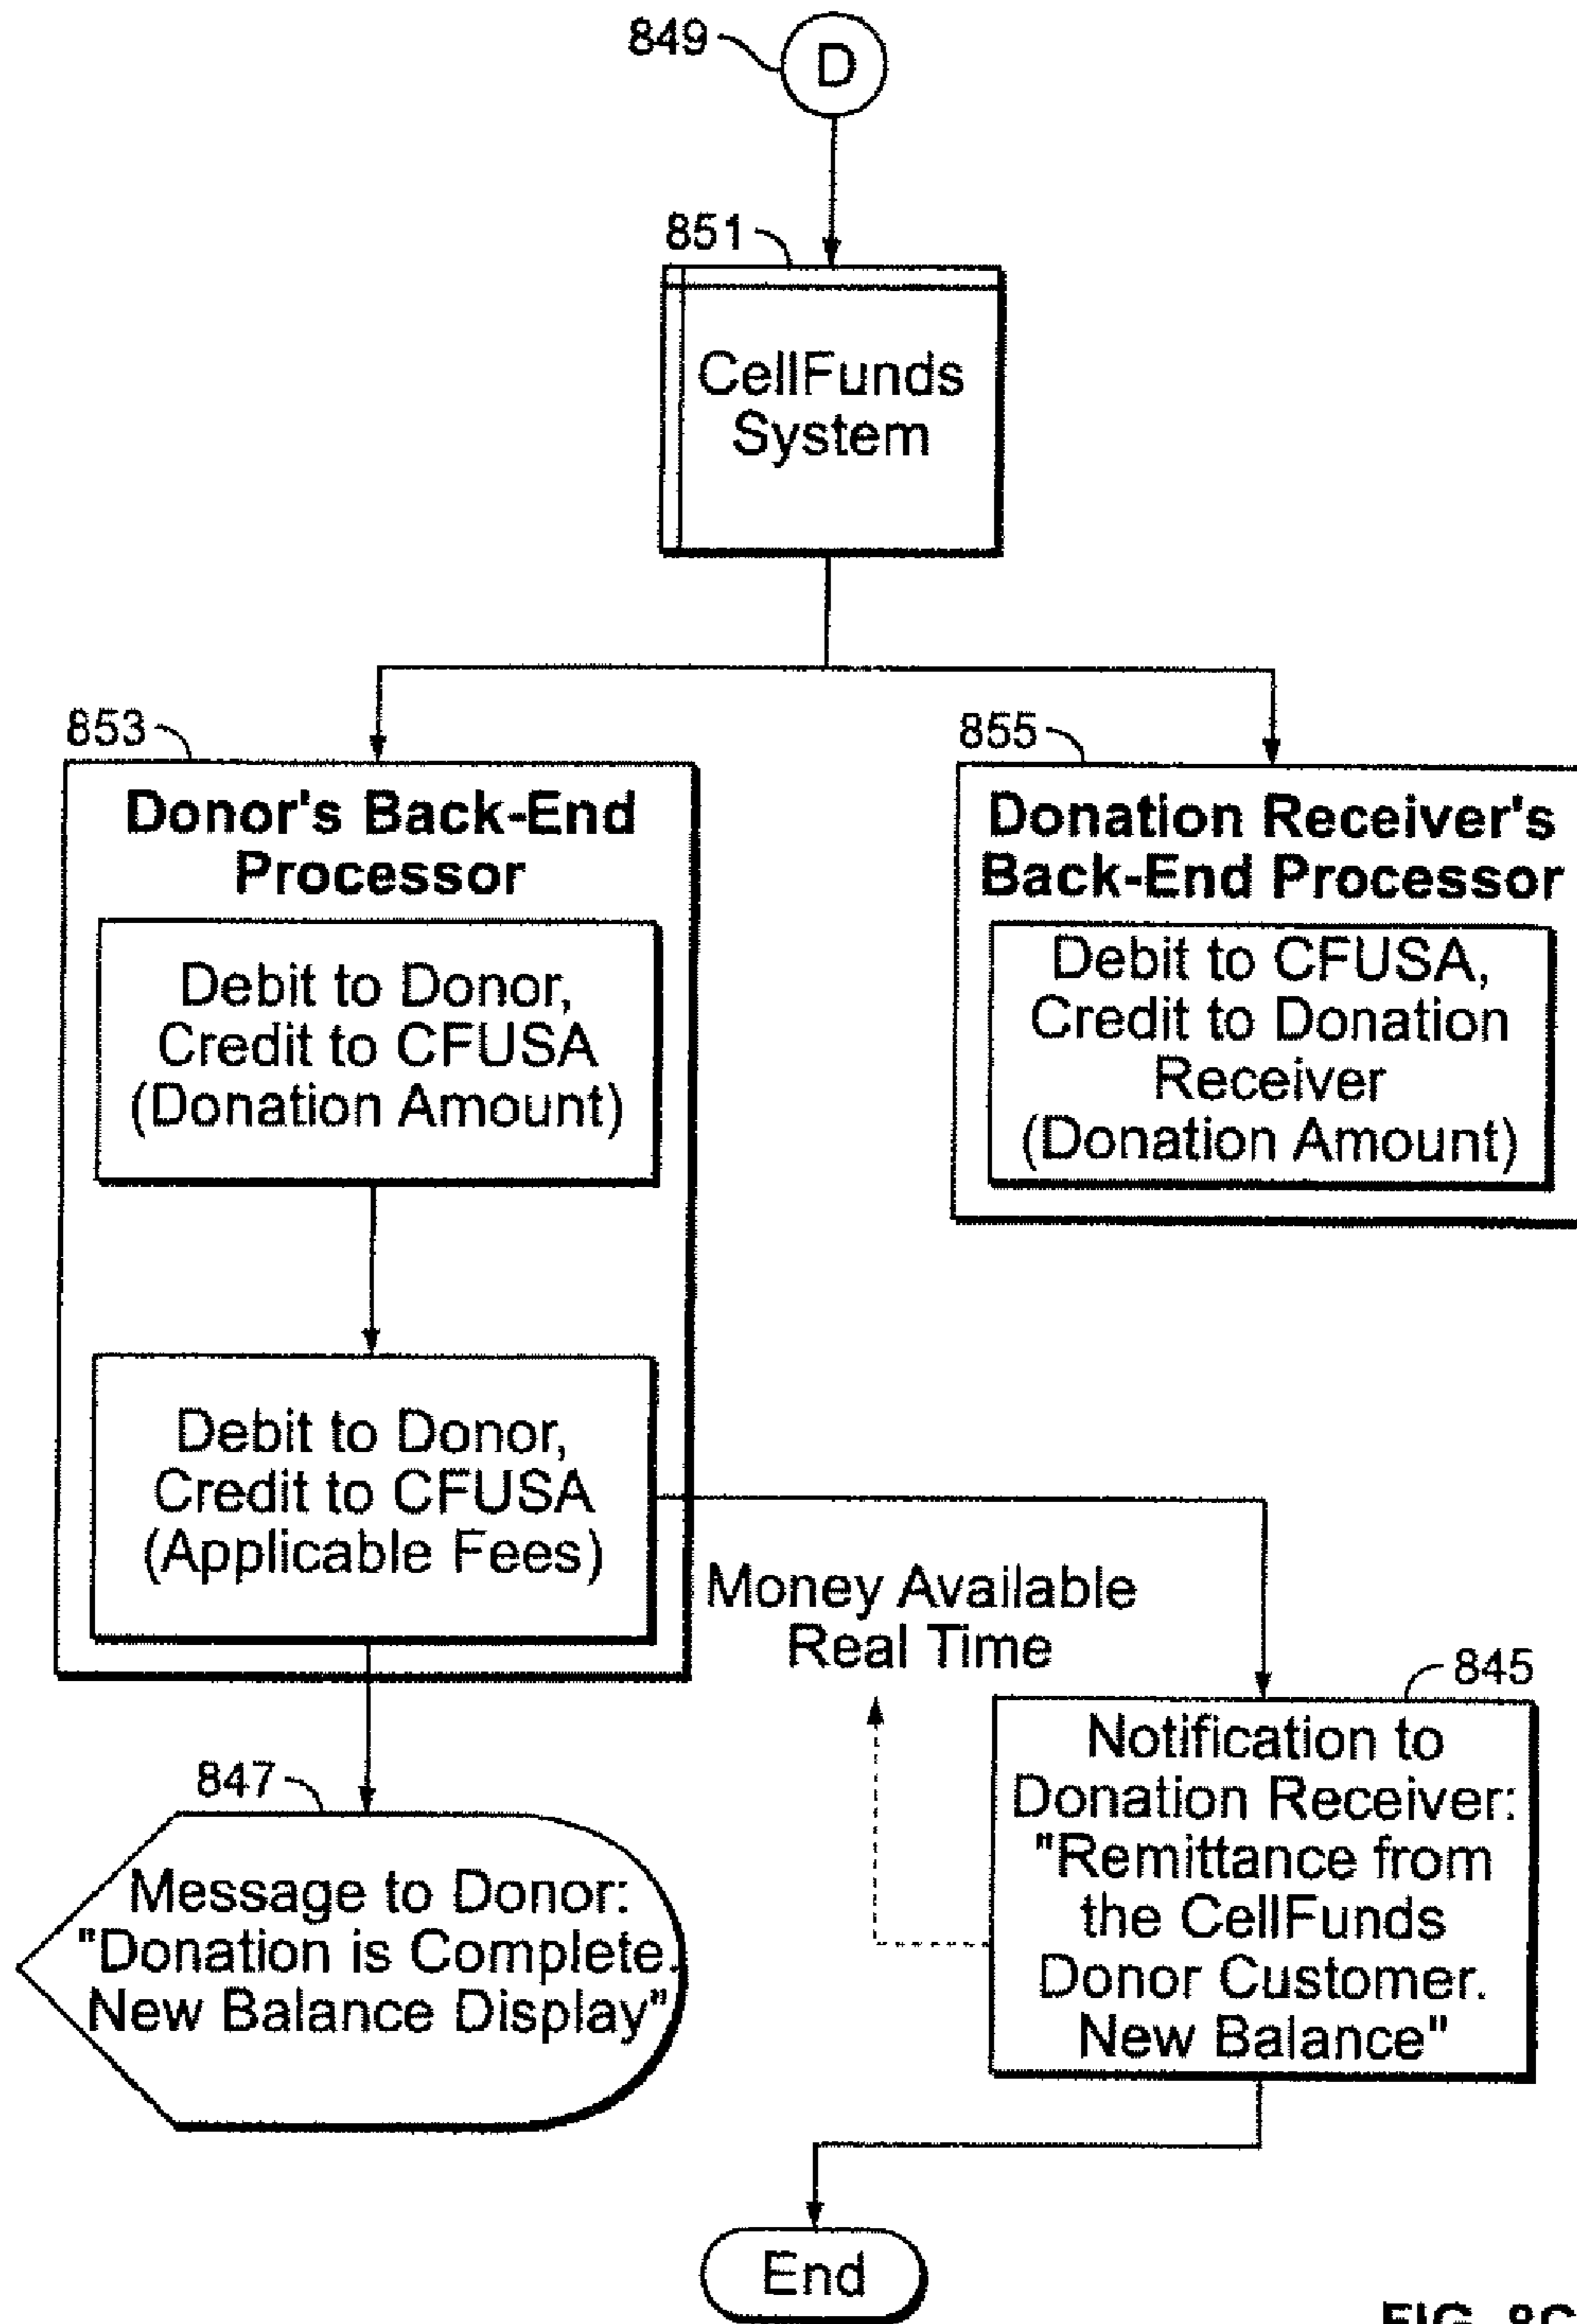 849
D
851
CellFunds
System
853
Donor's Back-End
Processor
Debit to Donor,
Credit to CFUSA
(Donation Amount)
Debit to Donor,
Credit to CFUSA
(Applicable Fees)
855
Donation Receiver's
Back-End Processor
Debit to CFUSA,
Credit to Donation
Receiver
(Donation Amount)
Money Available
Real Time
845
Notification to
Donation Receiver:
"Remittance from
the CellFunds
Donor Customer.
New Balance"
847
Message to Donor:
"Donation is Complete.
New Balance Display"
End
FIG. 8C